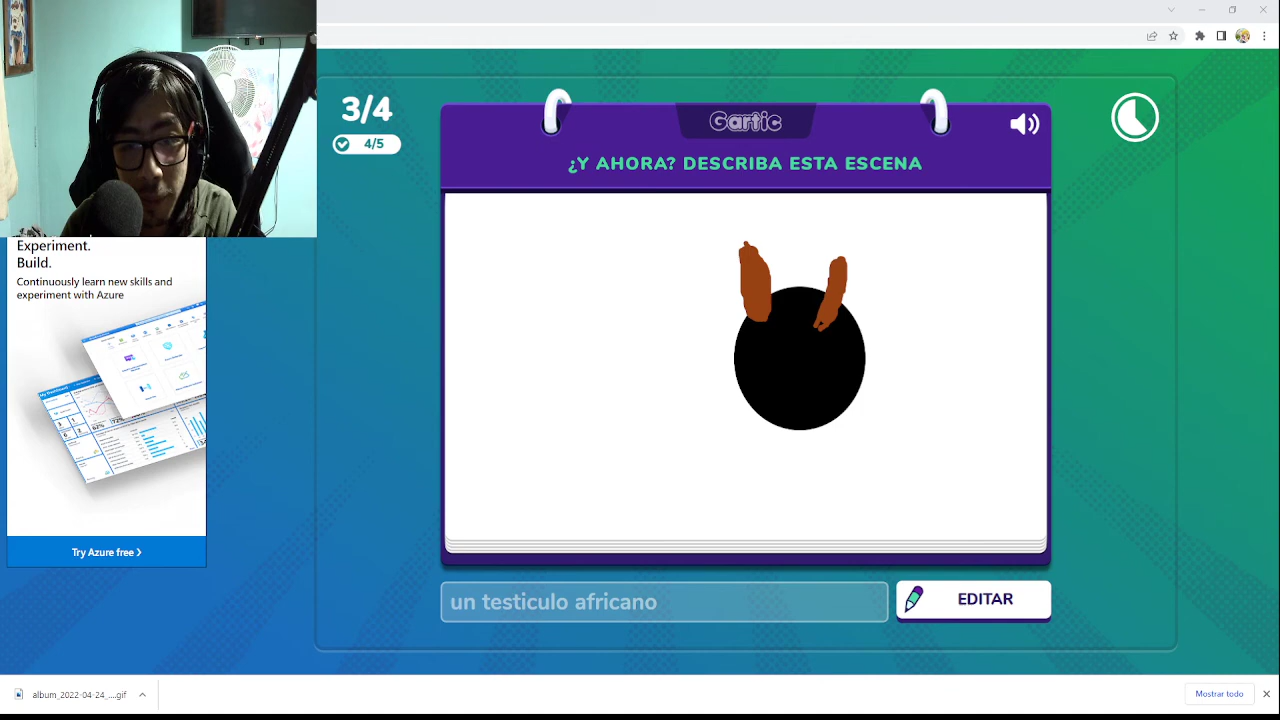 3/4
4/5
Gartic
¿Y AHORA? DESCRIBA ESTA ESCENA
Experiment.
Build.
Continuously learn new skills and
experiment with Azure
Try Azure free >
un testiculo africano
EDITAR
album_2022-04-24_....gif
Mostrar todo